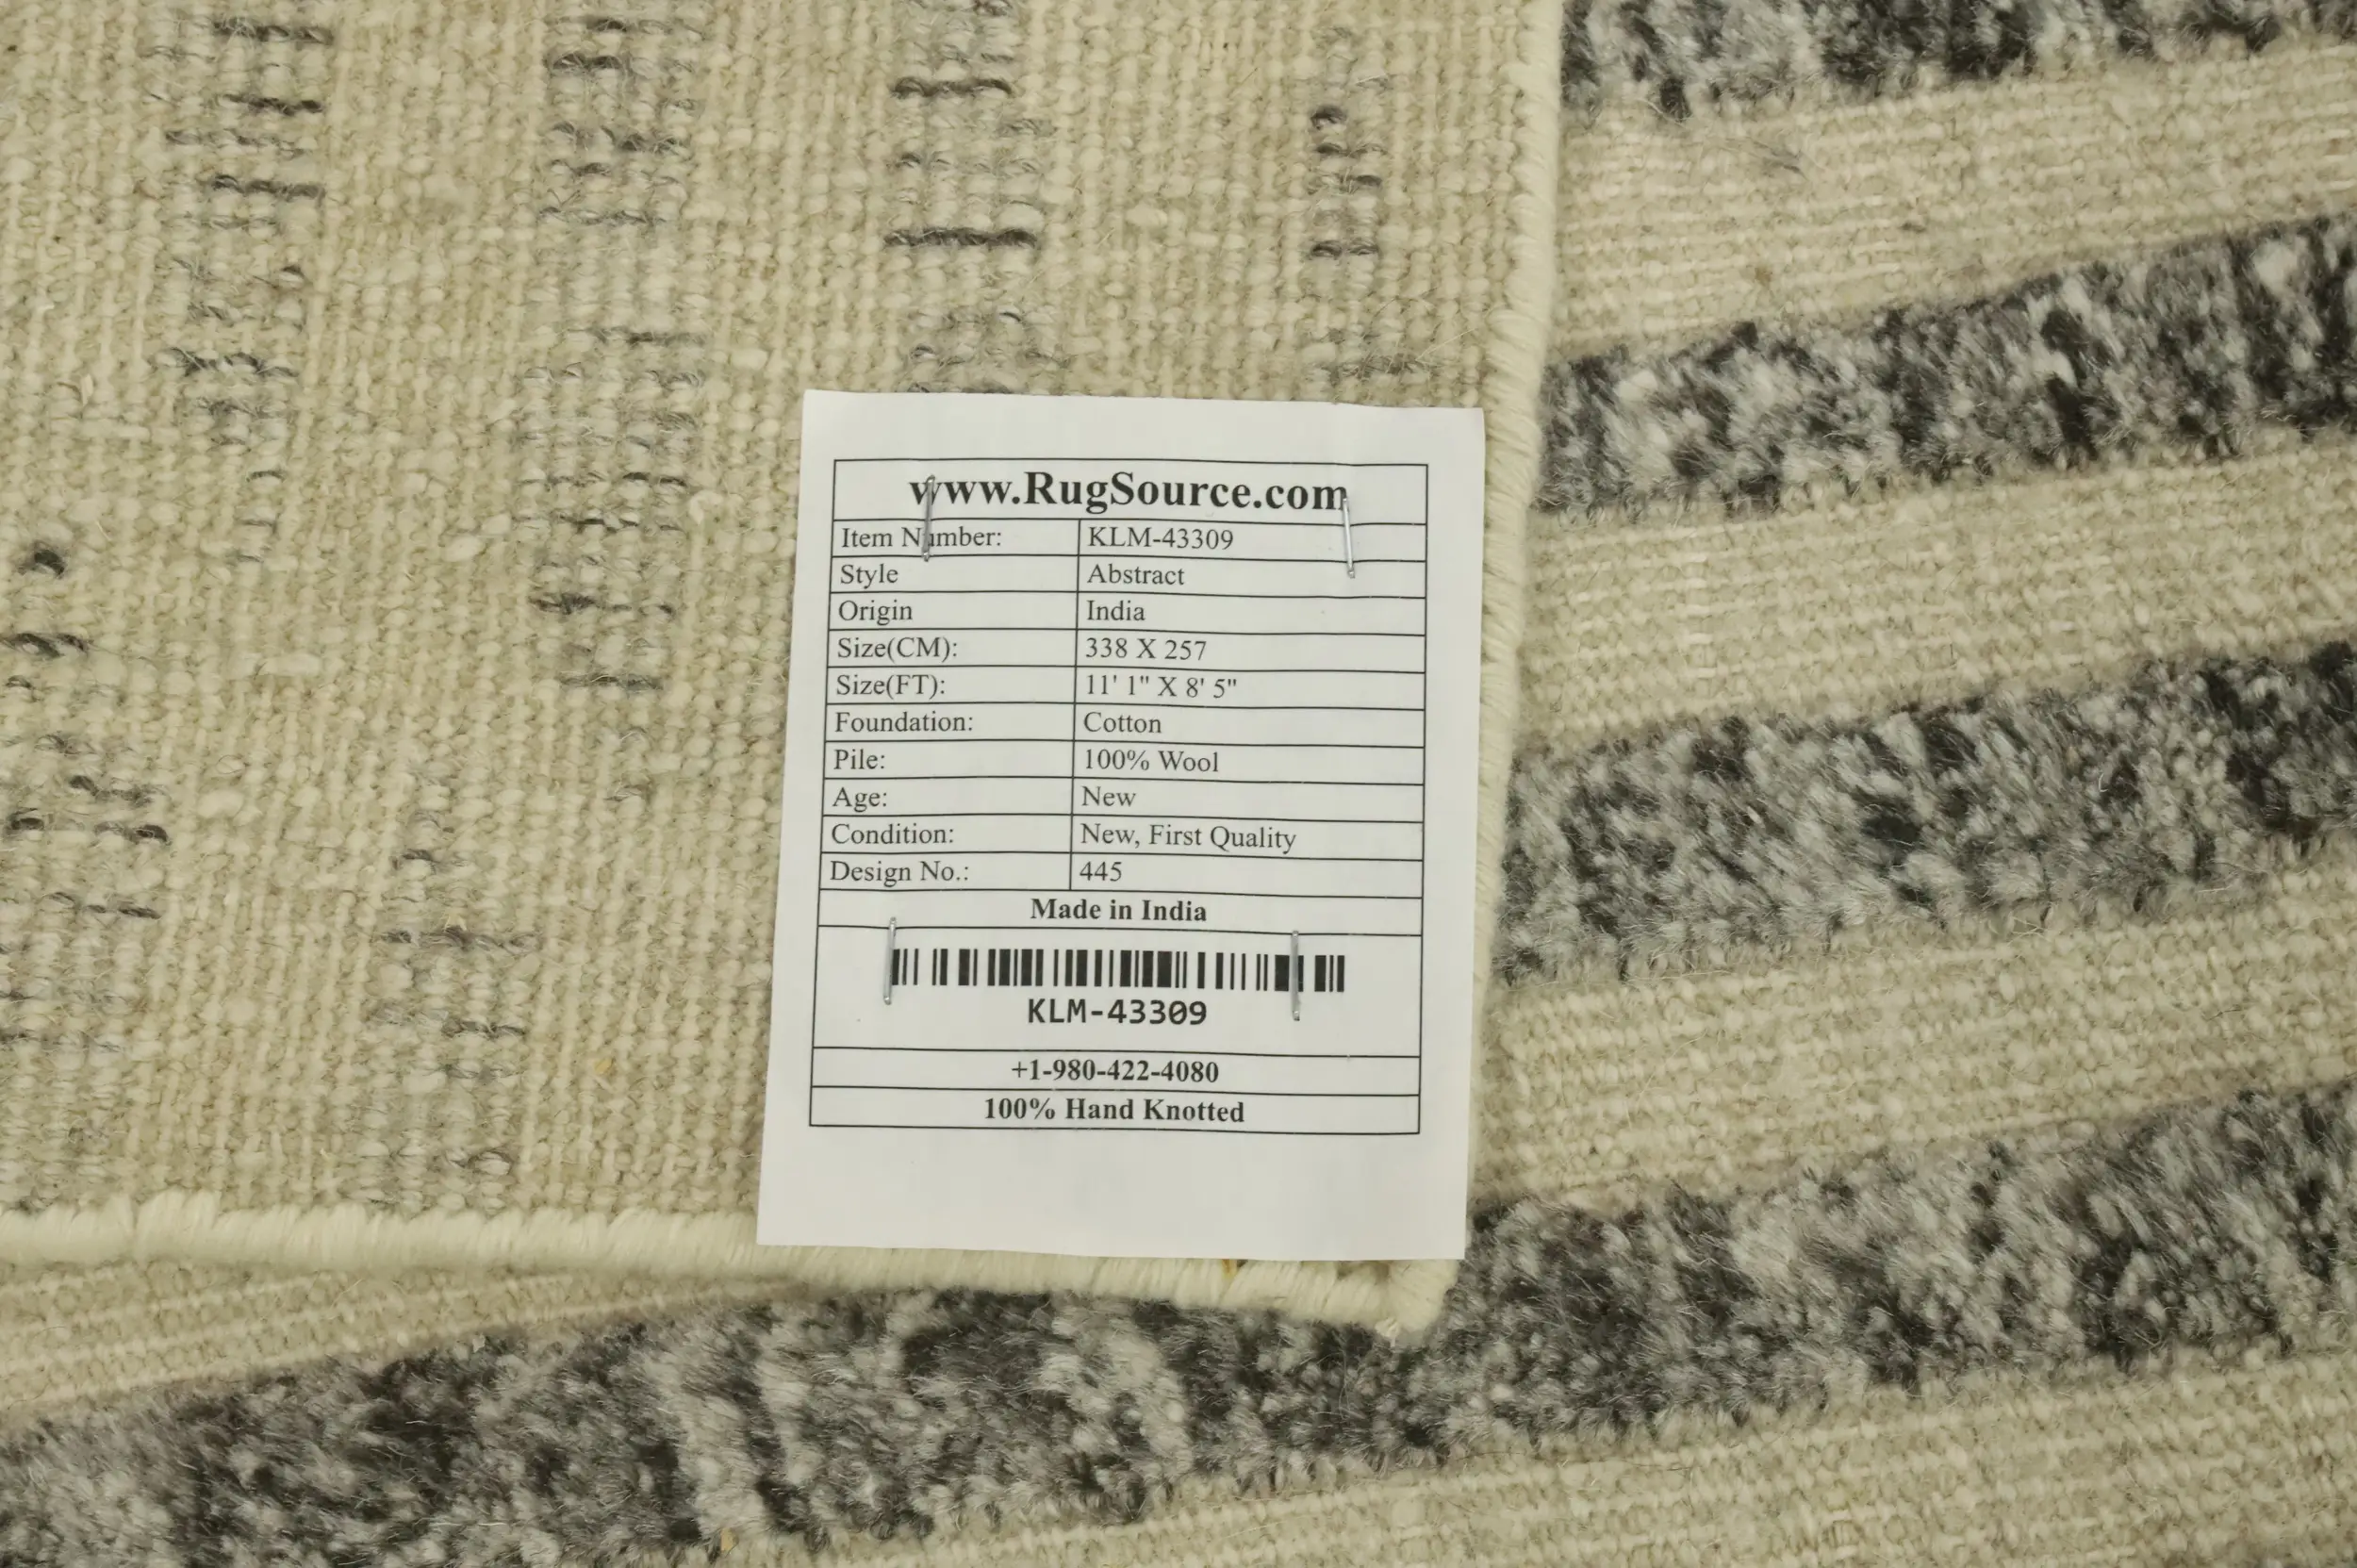 www.RugSource.com
Item Number: KLM-43309
Style Abstract
Origin India
Size(CM): 338 X 257
Size(FT): 11' 1" X 8' 5"
Foundation: Cotton
Pile: 100% Wool
Age: New
Condition: New, First Quality
Design No.: 445
Made in India
KLM-43309
+1-980-422-4080
100% Hand Knotted